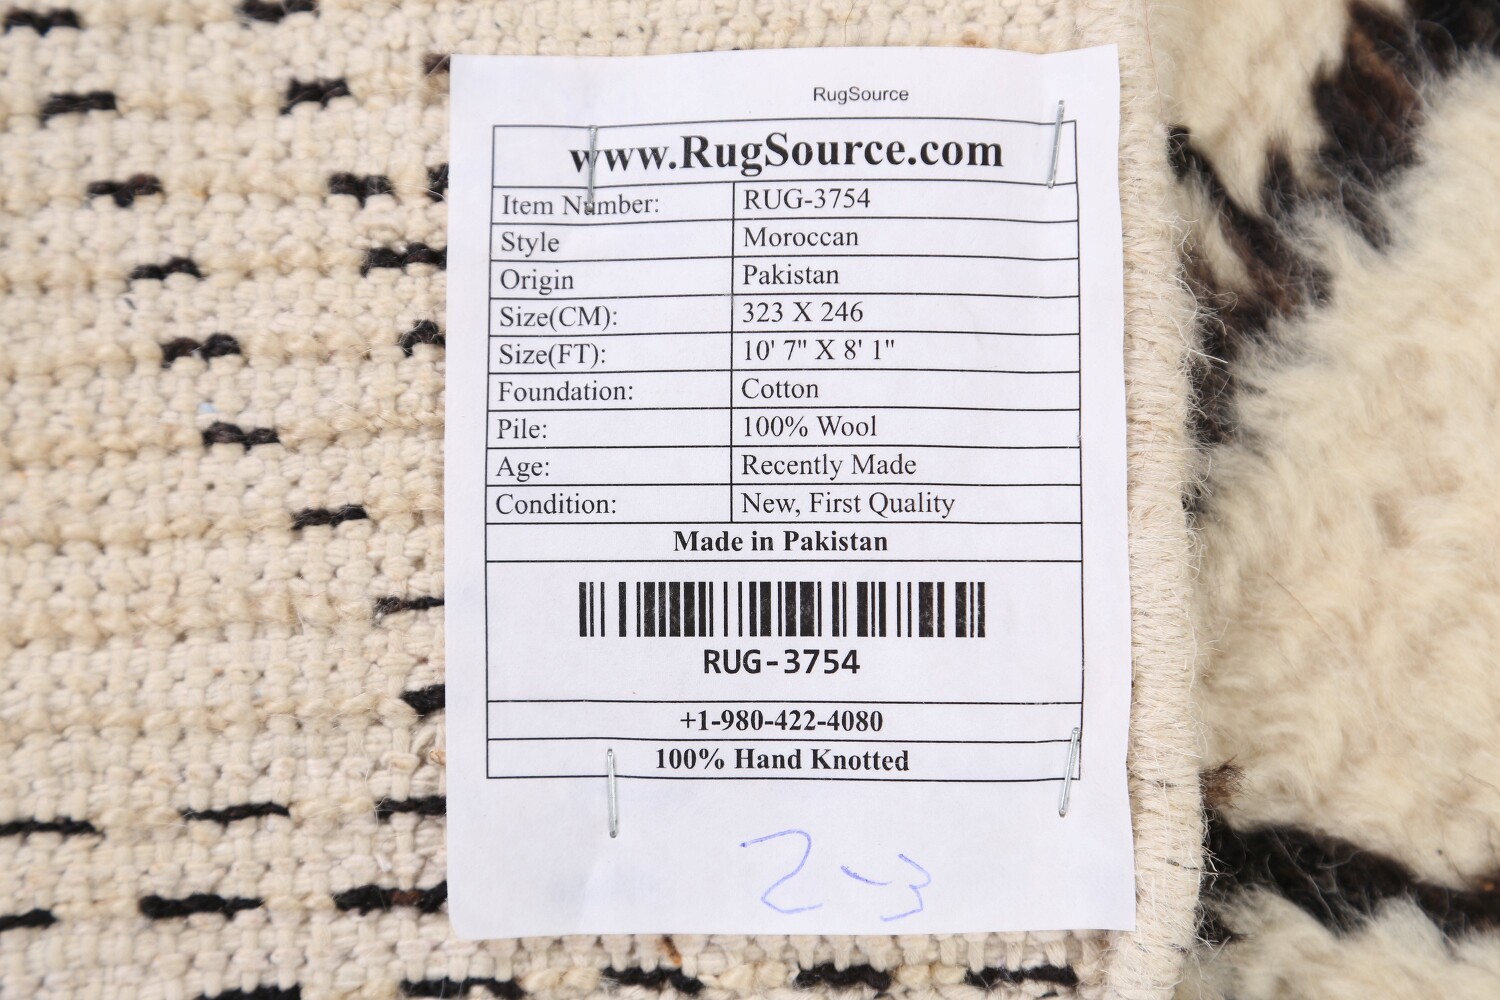 RugSource
www.RugSource.com
Item Number: RUG-3754
Style Moroccan
Origin Pakistan
Size(CM): 323 X 246
Size(FT): 10' 7" X 8' 1"
Foundation: Cotton
Pile: 100% Wool
Age: Recently Made
Condition: New, First Quality
Made in Pakistan
RUG-3754
+1-980-422-4080
100% Hand Knotted
2-3